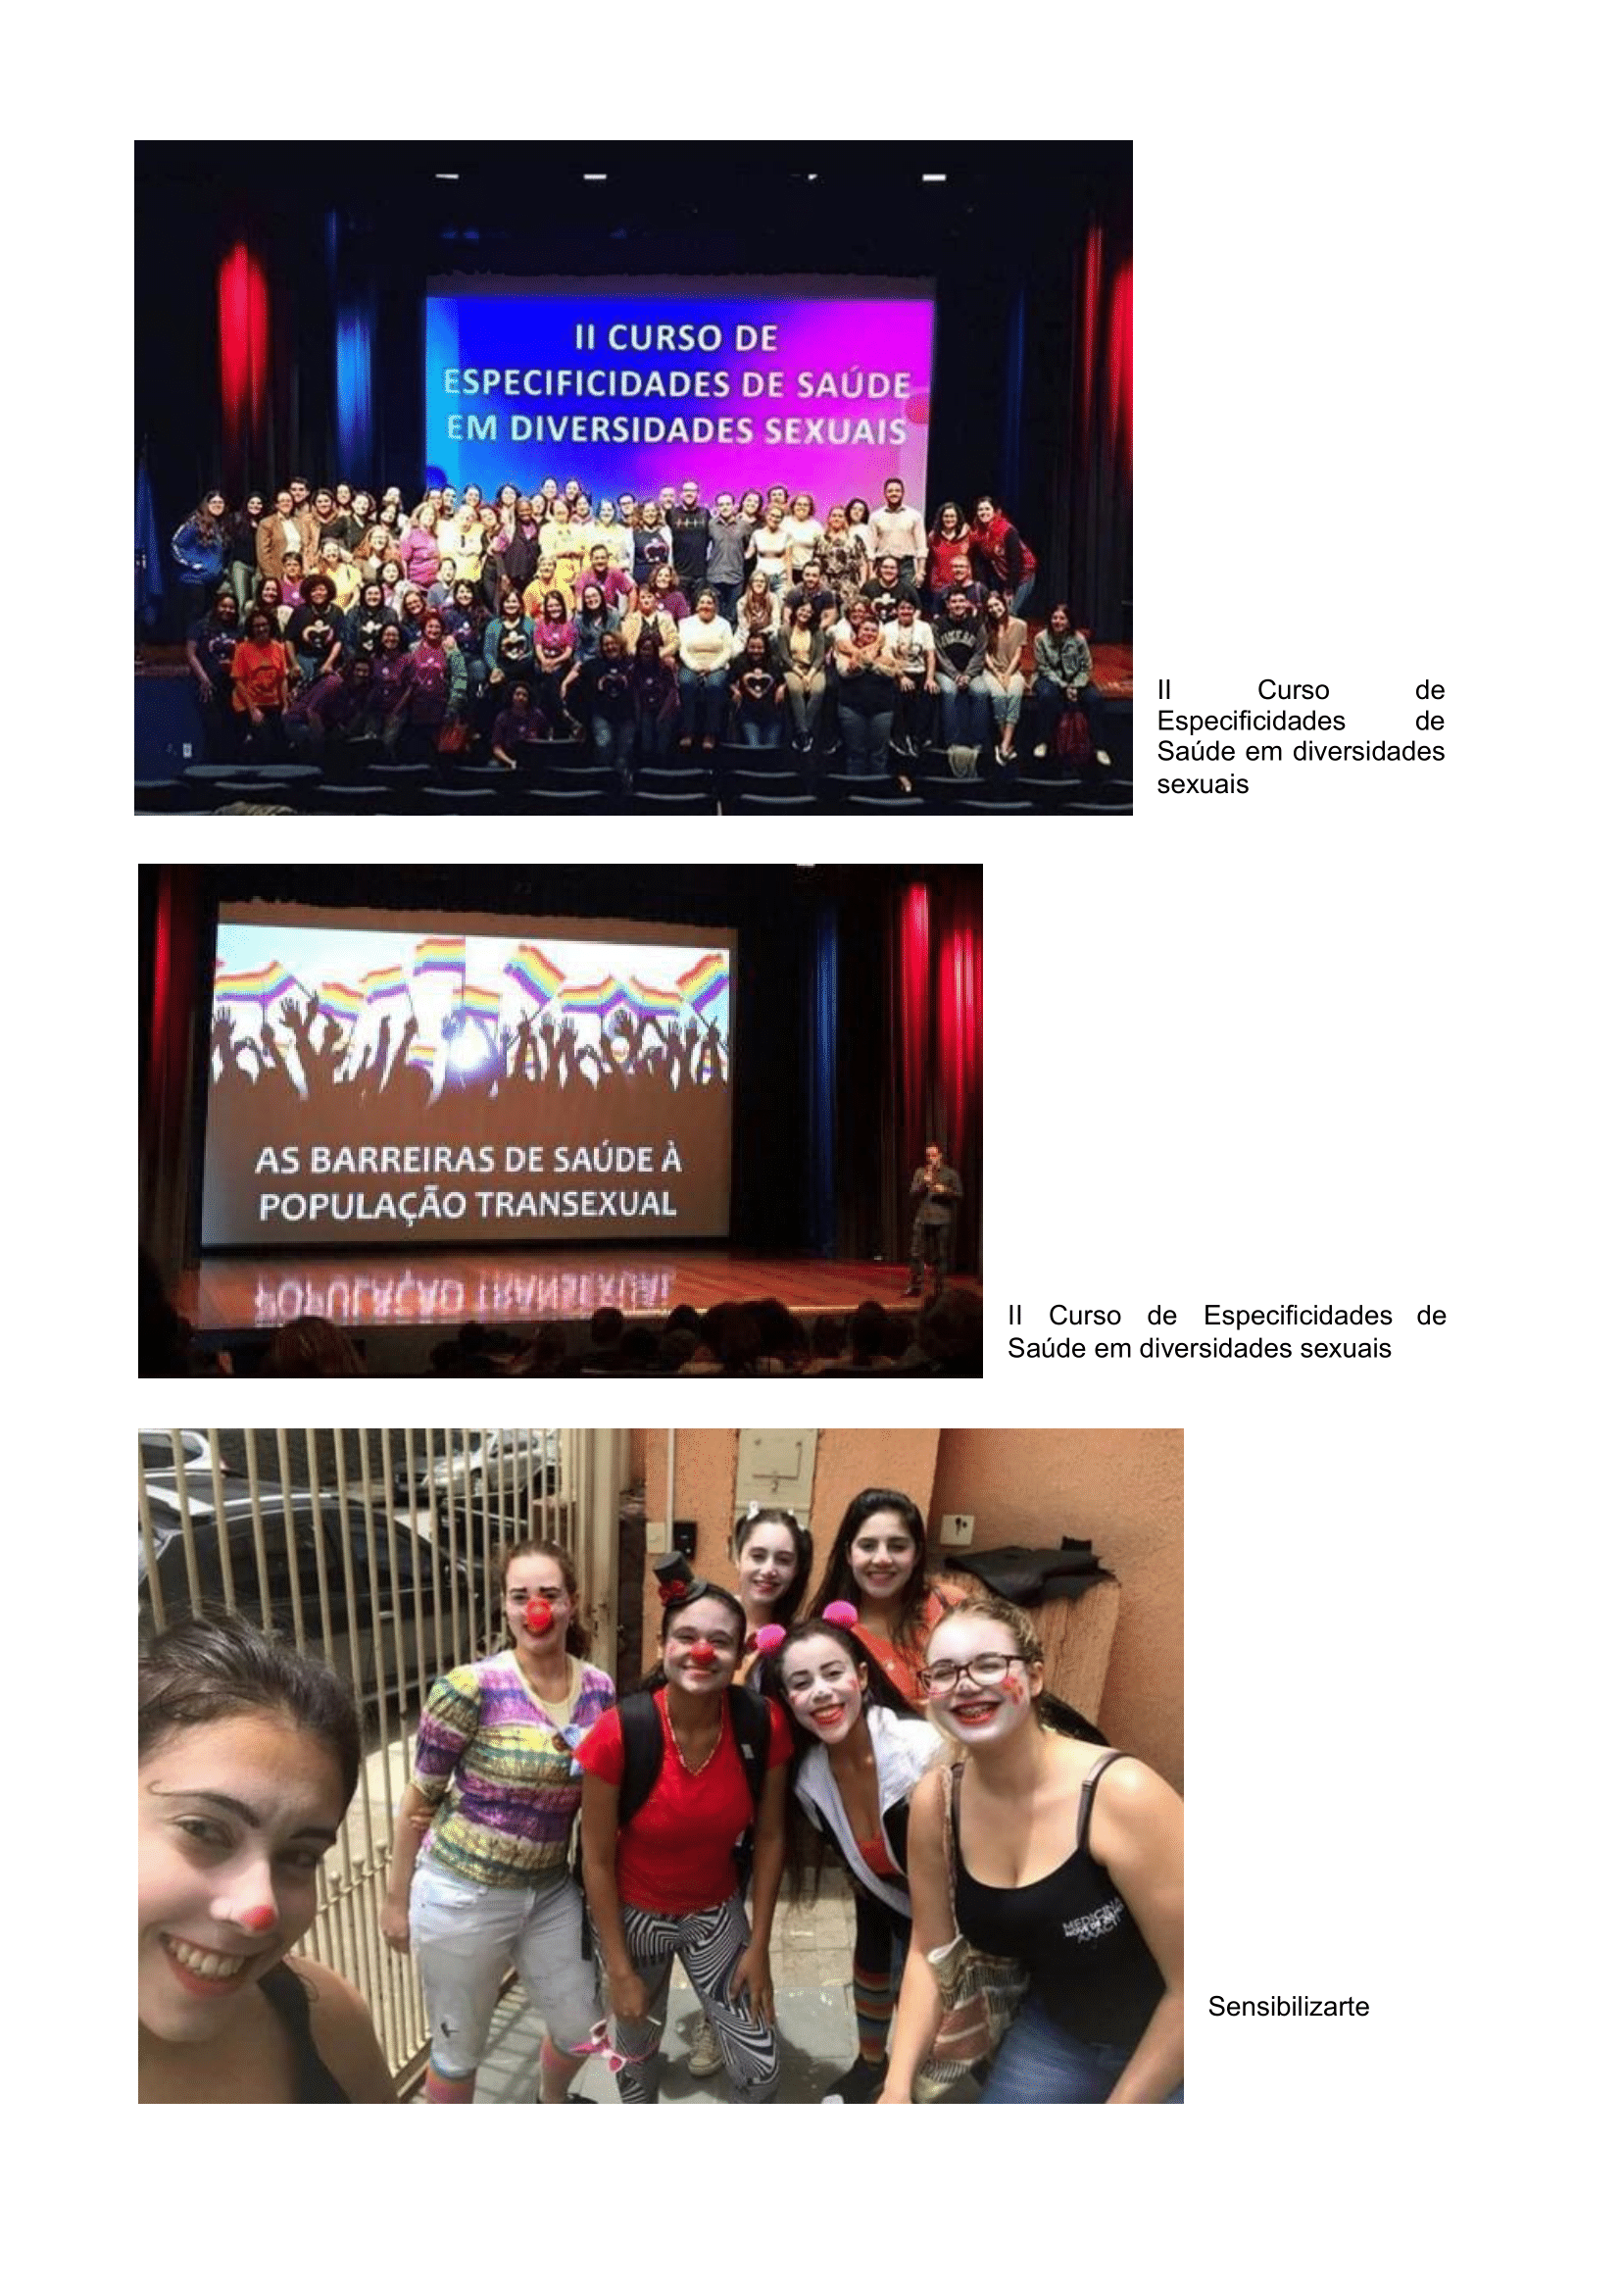 II CURSO DE
ESPECIFICIDADES DE SAÚDE
EM DIVERSIDADES SEXUAIS
II Curso de
Especificidades de
Saúde em diversidades
sexuais
AS BARREIRAS DE SAÚDE À
POPULAÇÃO TRANSEXUAL
II Curso de Especificidades de
Saúde em diversidades sexuais
MEDICINA
Sensibilizarte